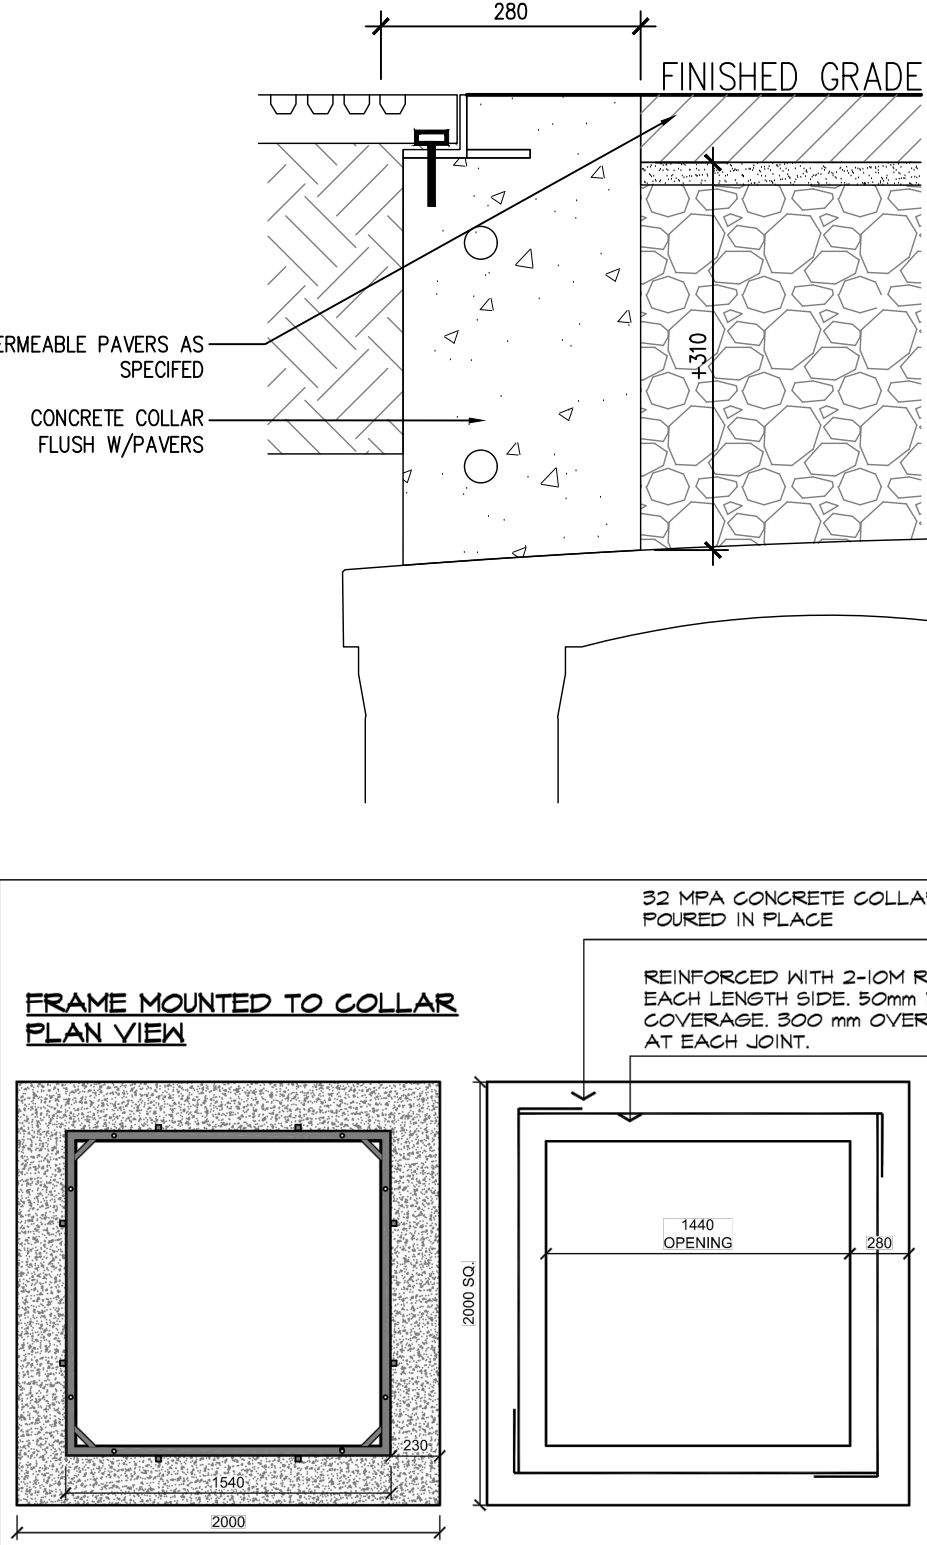 280
FINISHED GRADE
ERMEABLE PAVERS AS
SPECIFED
+310
CONCRETE COLLAR
FLUSH W/PAVERS
32 MPA CONCRETE COLLA
POURED IN PLACE
REINFORCED WITH 2-10M R
EACH LENGTH SIDE. 50mm
COVERAGE. 300 mm OVER
AT EACH JOINT.
FRAME MOUNTED TO COLLAR
PLAN VIEW
1440
OPENING
280
2000 SQ.
230
1540
2000